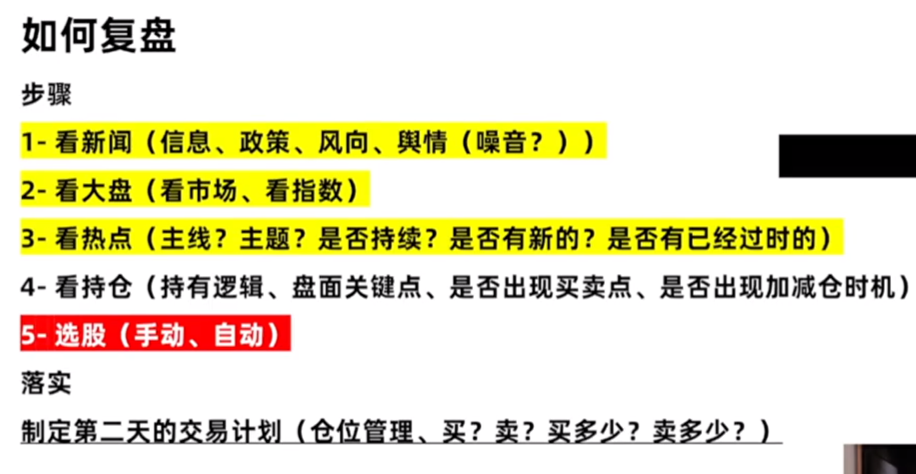 如何复盘
步骤
1- 看新闻（信息、政策、风向、舆情（噪音？））
2- 看大盘（看市场、看指数）
3- 看热点（主线？主题？是否持续？是否有新的？是否有已经过时的）
4- 看持仓（持有逻辑、盘面关键点、是否出现买卖点、是否出现加减仓时机）
5- 选股（手动、自动）
落实
制定第二天的交易计划（仓位管理、买？卖？买多少？卖多少？）